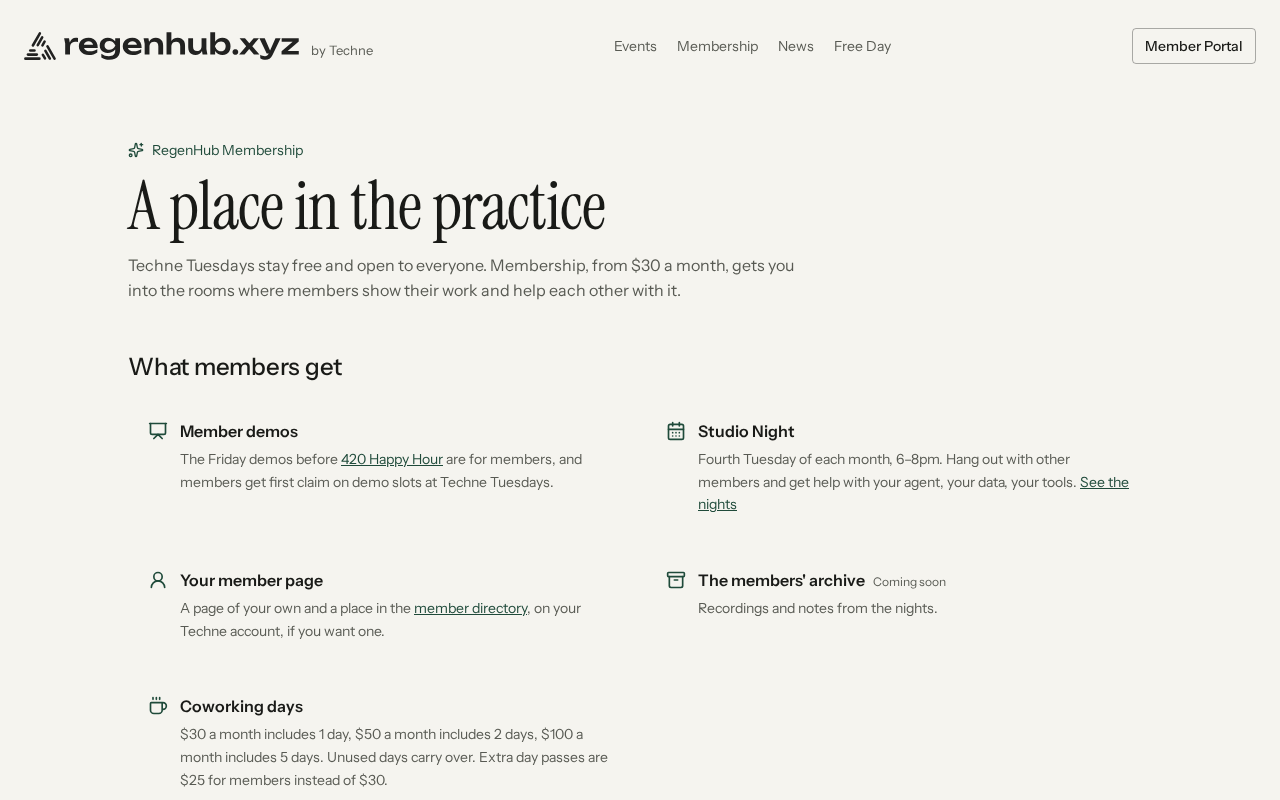 regenhub.xyz by Techne
Events Membership News Free Day
Member Portal
RegenHub Membership
A place in the practice
Techne Tuesdays stay free and open to everyone. Membership, from $30 a month, gets you
into the rooms where members show their work and help each other with it.
What members get
Member demos
The Friday demos before 420 Happy Hour are for members, and
members get first claim on demo slots at Techne Tuesdays.
Studio Night
Fourth Tuesday of each month, 6–8pm. Hang out with other
members and get help with your agent, your data, your tools. See the
nights
Your member page
A page of your own and a place in the member directory, on your
Techne account, if you want one.
The members' archive Coming soon
Recordings and notes from the nights.
Coworking days
$30 a month includes 1 day, $50 a month includes 2 days, $100 a
month includes 5 days. Unused days carry over. Extra day passes are
$25 for members instead of $30.